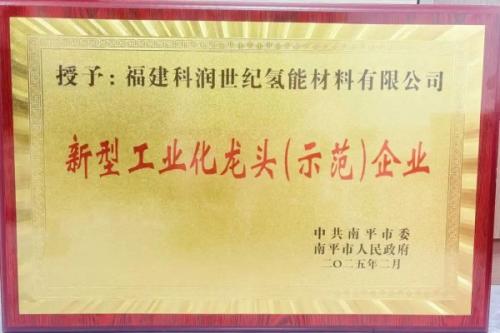 授予：福建科润世纪氢能材料有限公司
新型工业化龙头(示范)企业
中共南平市委
南平市人民政府
二〇二五年二月